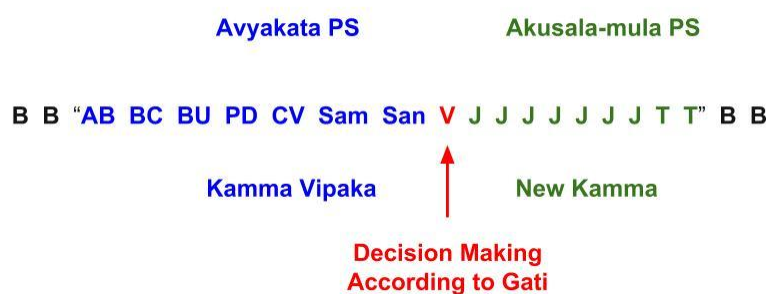 Avyakata PS Akusala-mula PS
B B “AB BC BU PD CV Sam San V J J J J J J J T T” B B
Kamma Vipaka New Kamma
Decision Making
According to Gati